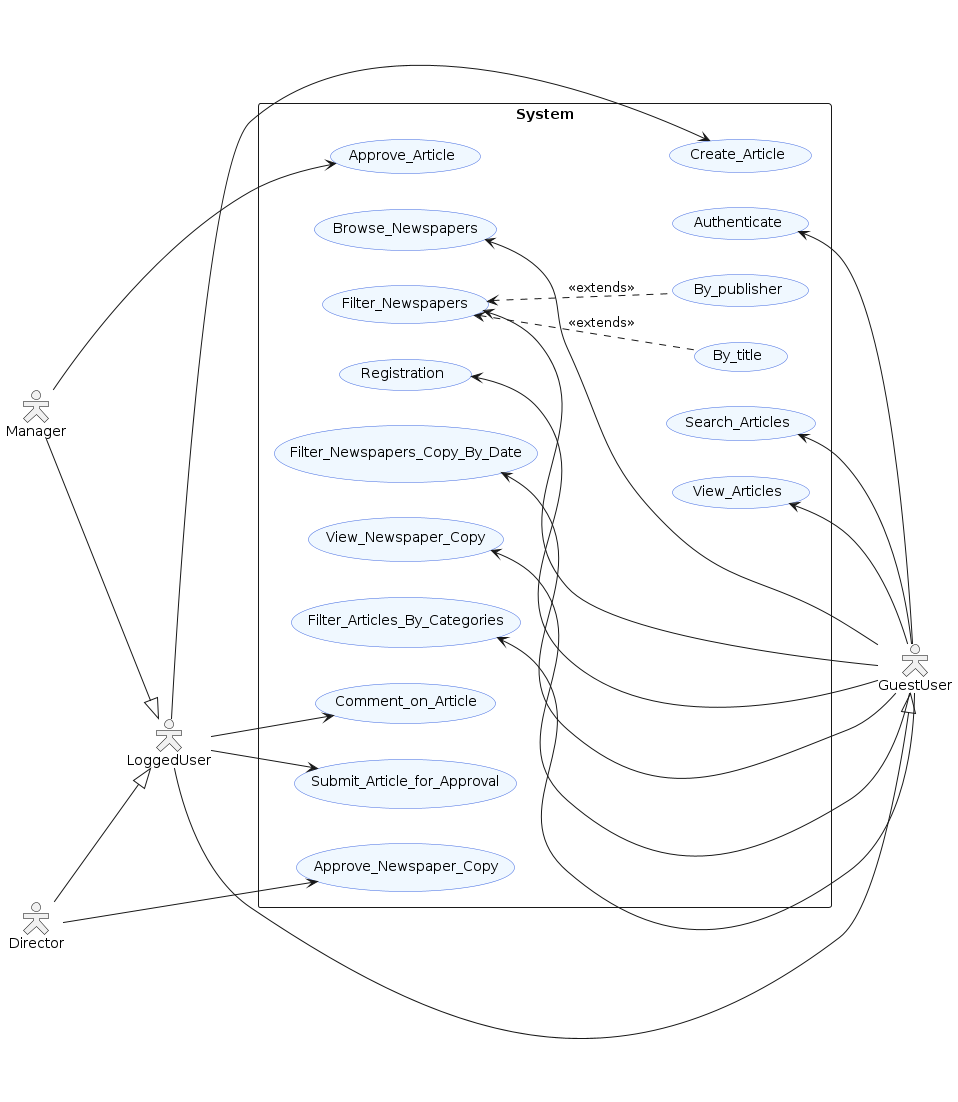 System
Approve_Article
Create_Article
Browse_Newspapers
Authenticate
Filter_Newspapers
«extends»
By_publisher
«extends»
By_title
Registration
Search_Articles
Filter_Newspapers_Copy_By_Date
View_Articles
View_Newspaper_Copy
Filter_Articles_By_Categories
Comment_on_Article
Submit_Article_for_Approval
Approve_Newspaper_Copy
Manager
LoggedUser
Director
GuestUser